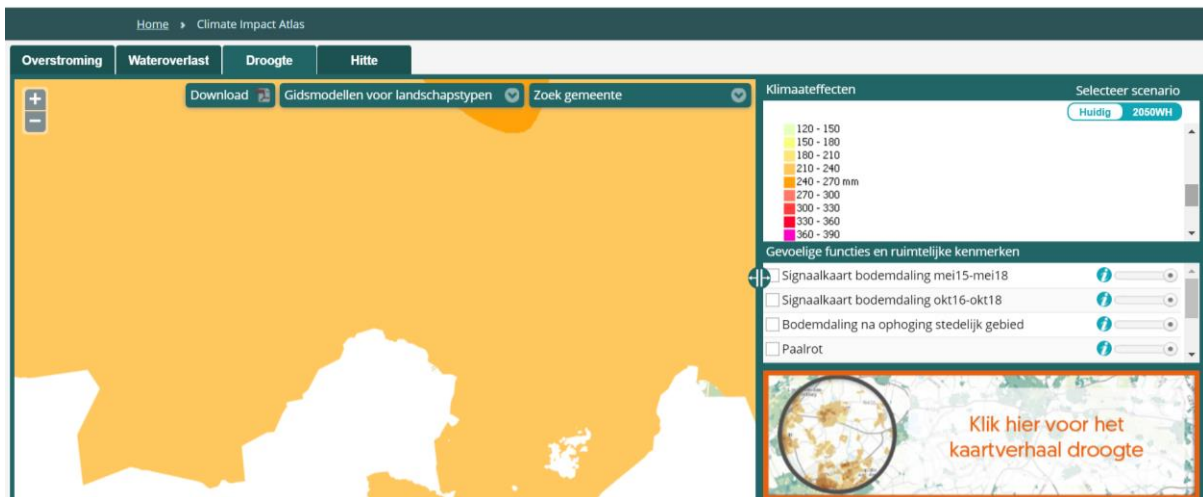 Home › Climate Impact Atlas
Overstroming Wateroverlast Droogte Hitte
Download Gidsmodellen voor landschapstypen Zoek gemeente
Klimaateffecten Selecteer scenario
Huidig 2050WH
120 - 150
150 - 180
180 - 210
210 - 240
240 - 270 mm
270 - 300
300 - 330
330 - 360
360 - 390
Gevoelige functies en ruimtelijke kenmerken
Signaalkaart bodemdaling mei15-mei18
Signaalkaart bodemdaling okt16-okt18
Bodemdaling na ophoging stedelijk gebied
Paalrot
Klik hier voor het
kaartverhaal droogte